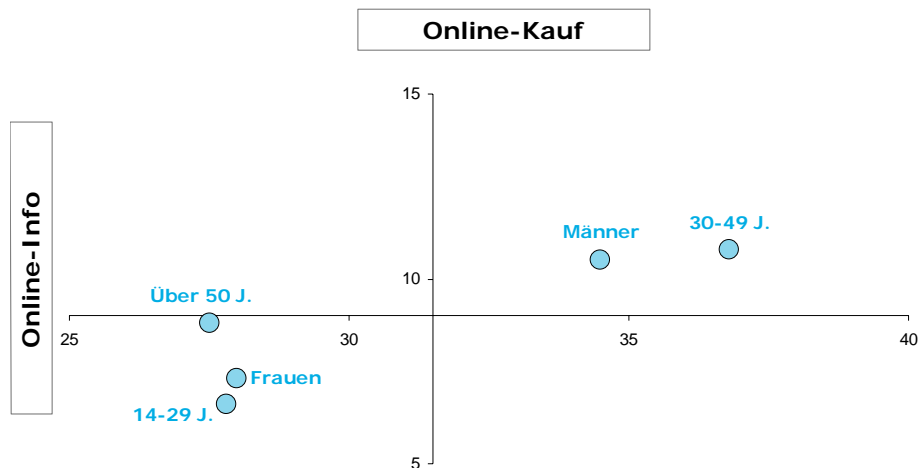 Online-Kauf
15
Online-Info
Männer
30-49 J.
10
Über 50 J.
25
30
35
40
Frauen
14-29 J.
5